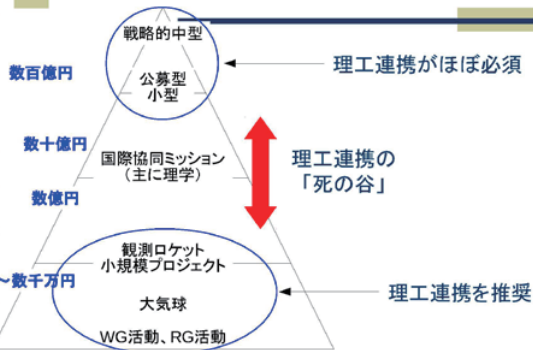 戦略的中型
数百億円
公募型
小型
理工連携がほぼ必須
数十億円
国際協同ミッション
（主に理学）
理工連携の
「死の谷」
数億円
観測ロケット
小規模プロジェクト
～数千万円
大気球
理工連携を推奨
WG活動、RG活動